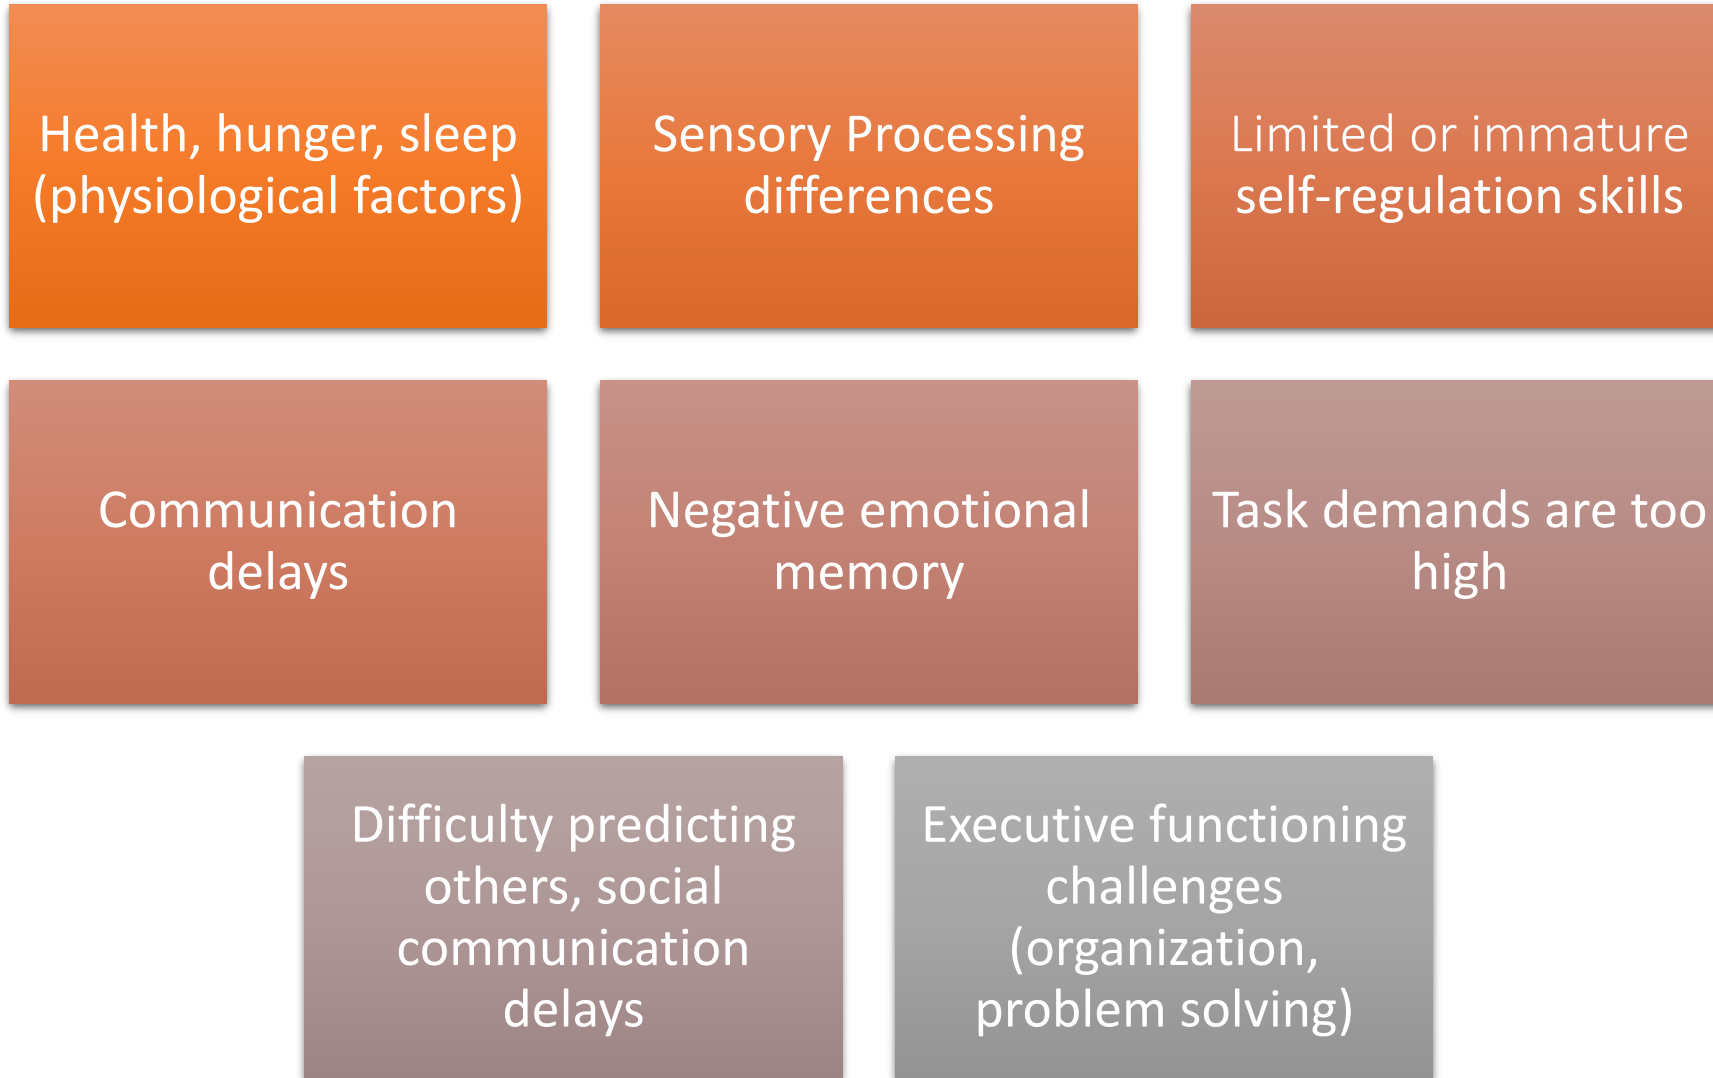 Health, hunger, sleep
(physiological factors)
Sensory Processing
differences
Limited or immature
self-regulation skills
Communication
delays
Negative emotional
memory
Task demands are too
high
Difficulty predicting
others, social
communication
delays
Executive functioning
challenges
(organization,
problem solving)